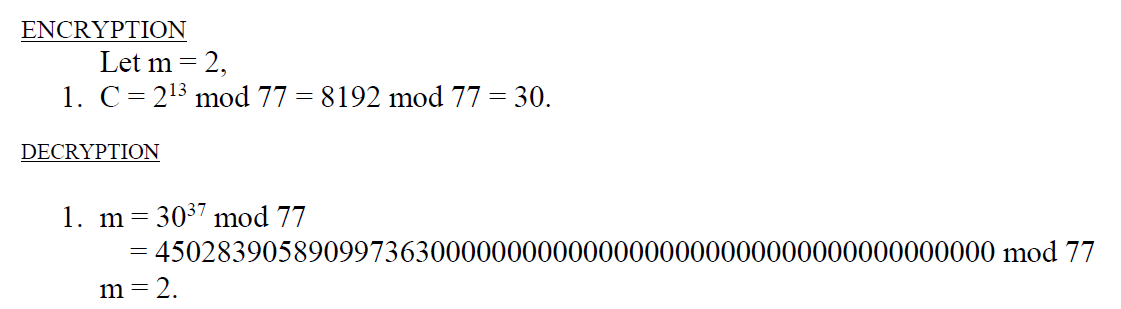 ENCRYPTION
Let m = 2,
1. C = 2¹³ mod 77 = 8192 mod 77 = 30.
DECRYPTION
1. m = 30³⁷ mod 77
= 4502839058909973630000000000000000000000000000000000000 mod 77
m = 2.